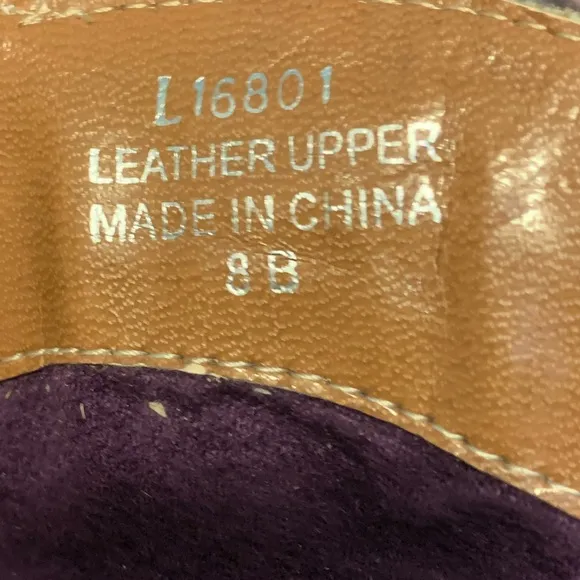 L16801
LEATHER UPPER
MADE IN CHINA
8 B